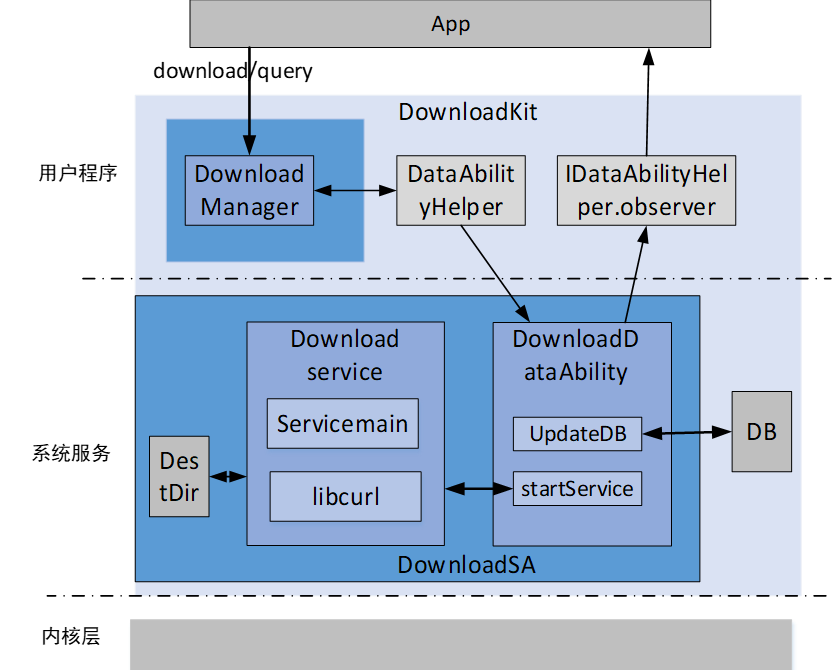 App
download/query
DownloadKit
用户程序
Download
Manager
DataAbilit
yHelper
IDataAbilityHel
per.observer
Download
service
DownloadD
ataAbility
Servicemain
UpdateDB
DB
系统服务
Des
tDir
libcurl
startService
DownloadSA
内核层